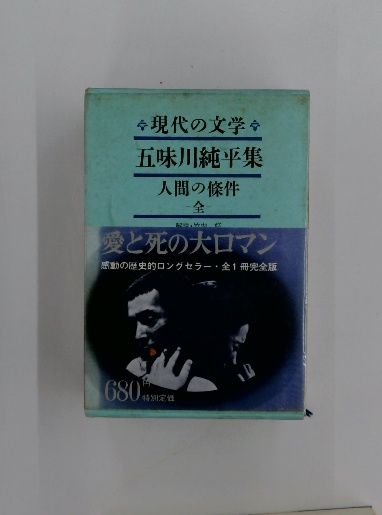 現代の文学
五味川純平集
人間の條件
全
愛と死の大ロマン
感動の歴史的ロングセラー・全1冊完全版
680円
特別定価